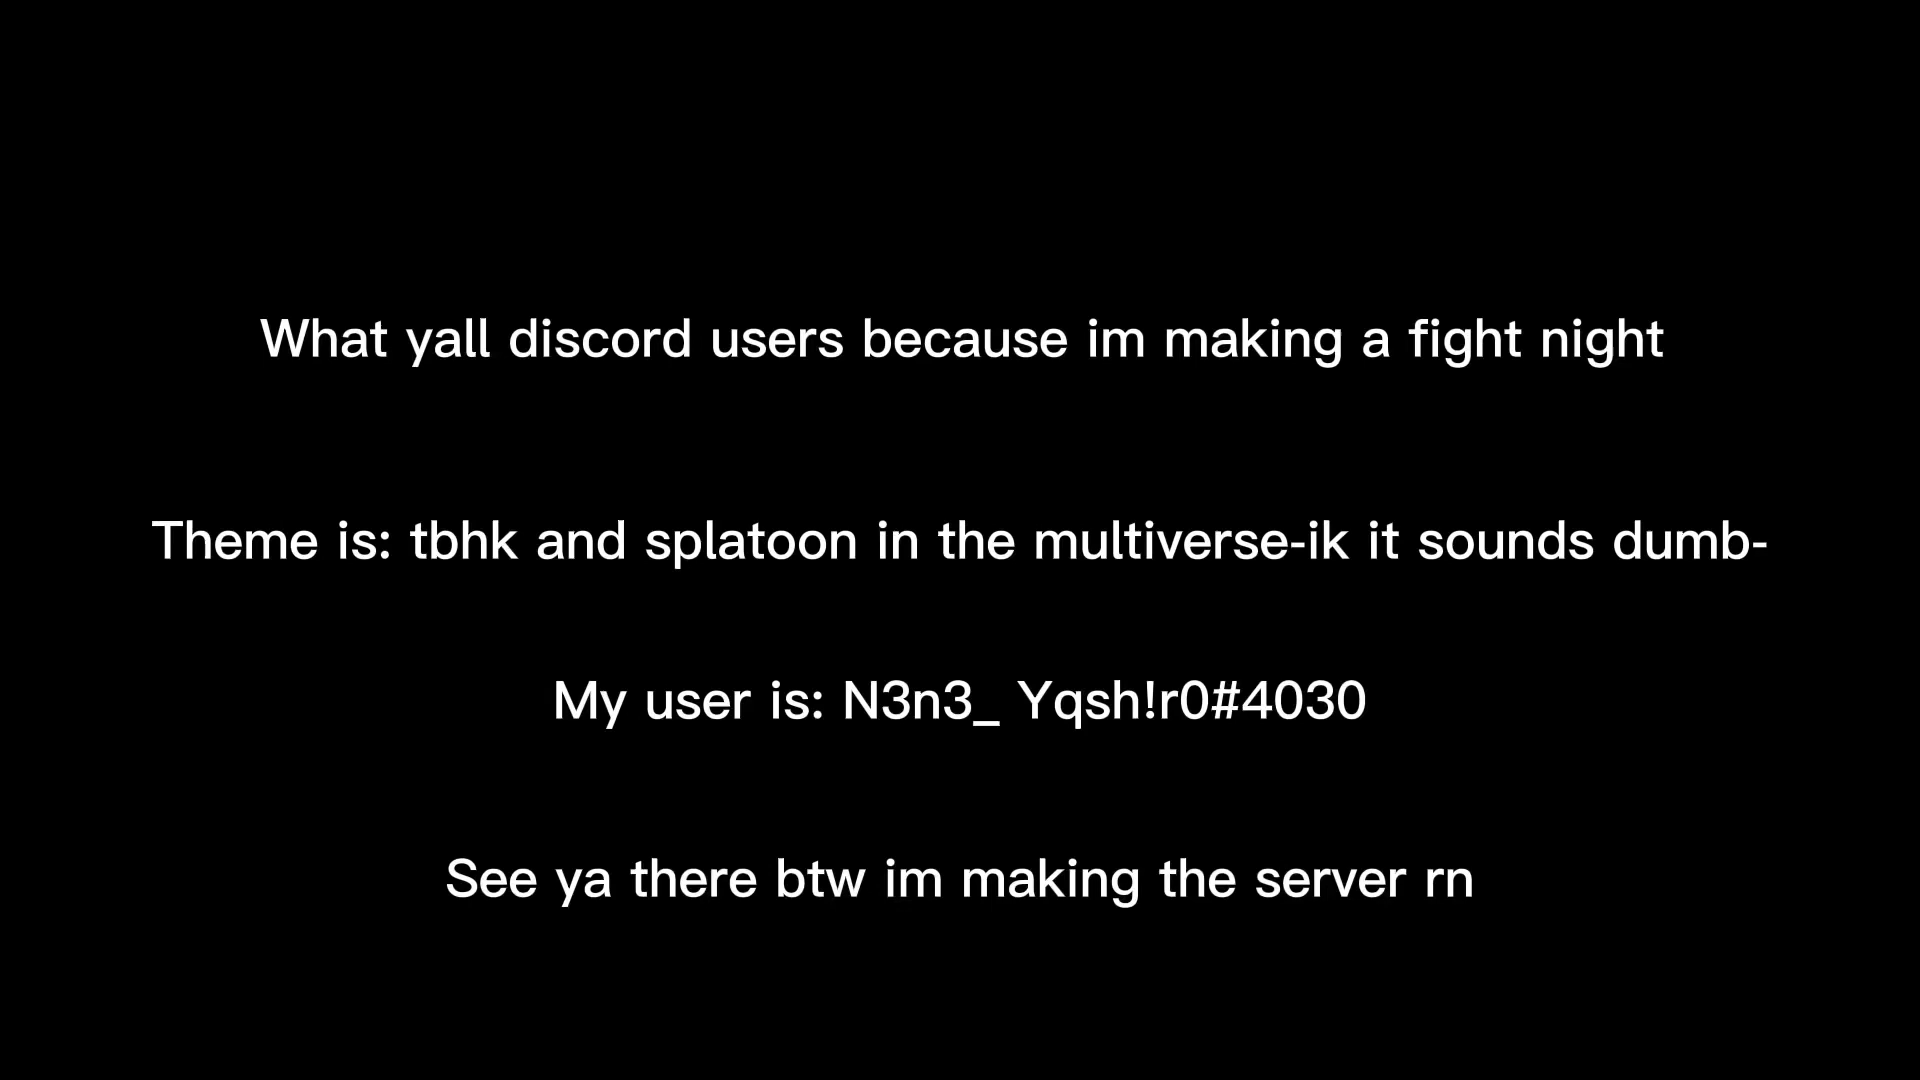 What yall discord users because im making a fight night
Theme is: tbhk and splatoon in the multiverse-ik it sounds dumb-
My user is: N3n3_ Yqsh!r0#4030
See ya there btw im making the server rn